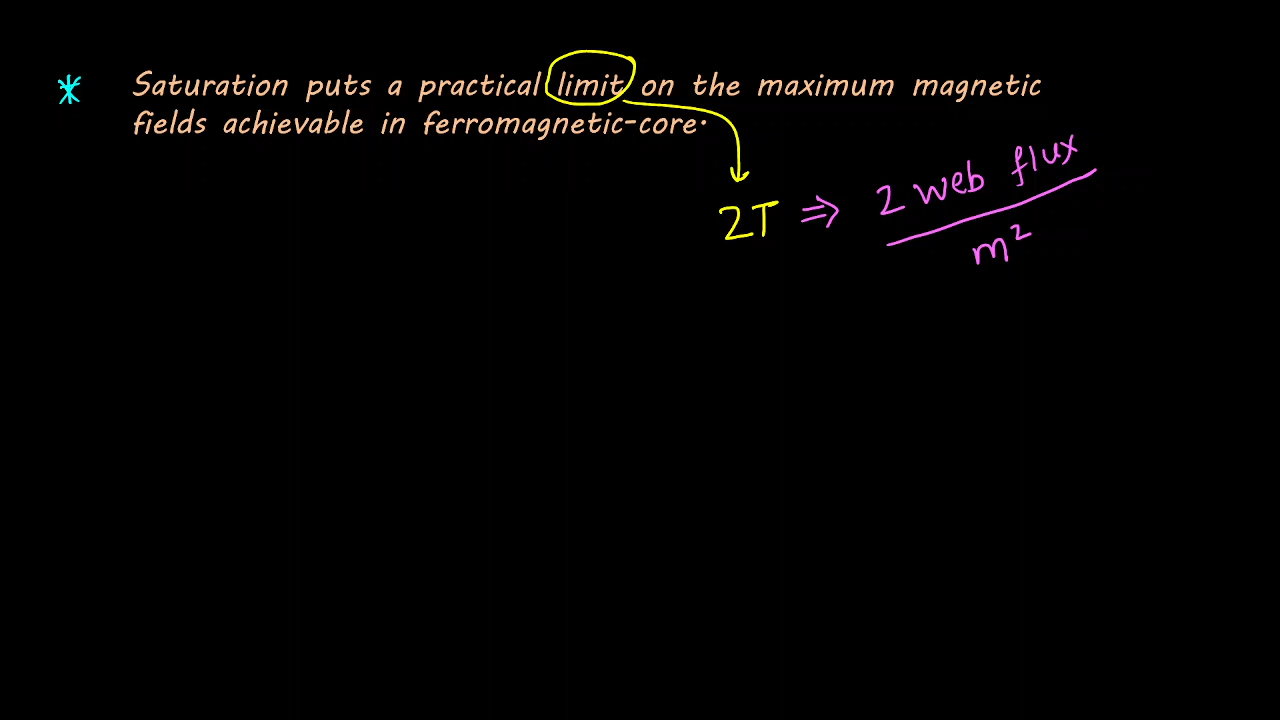 * Saturation puts a practical limit on the maximum magnetic
fields achievable in ferromagnetic-core.
2T ⇒ 2 web flux
m²